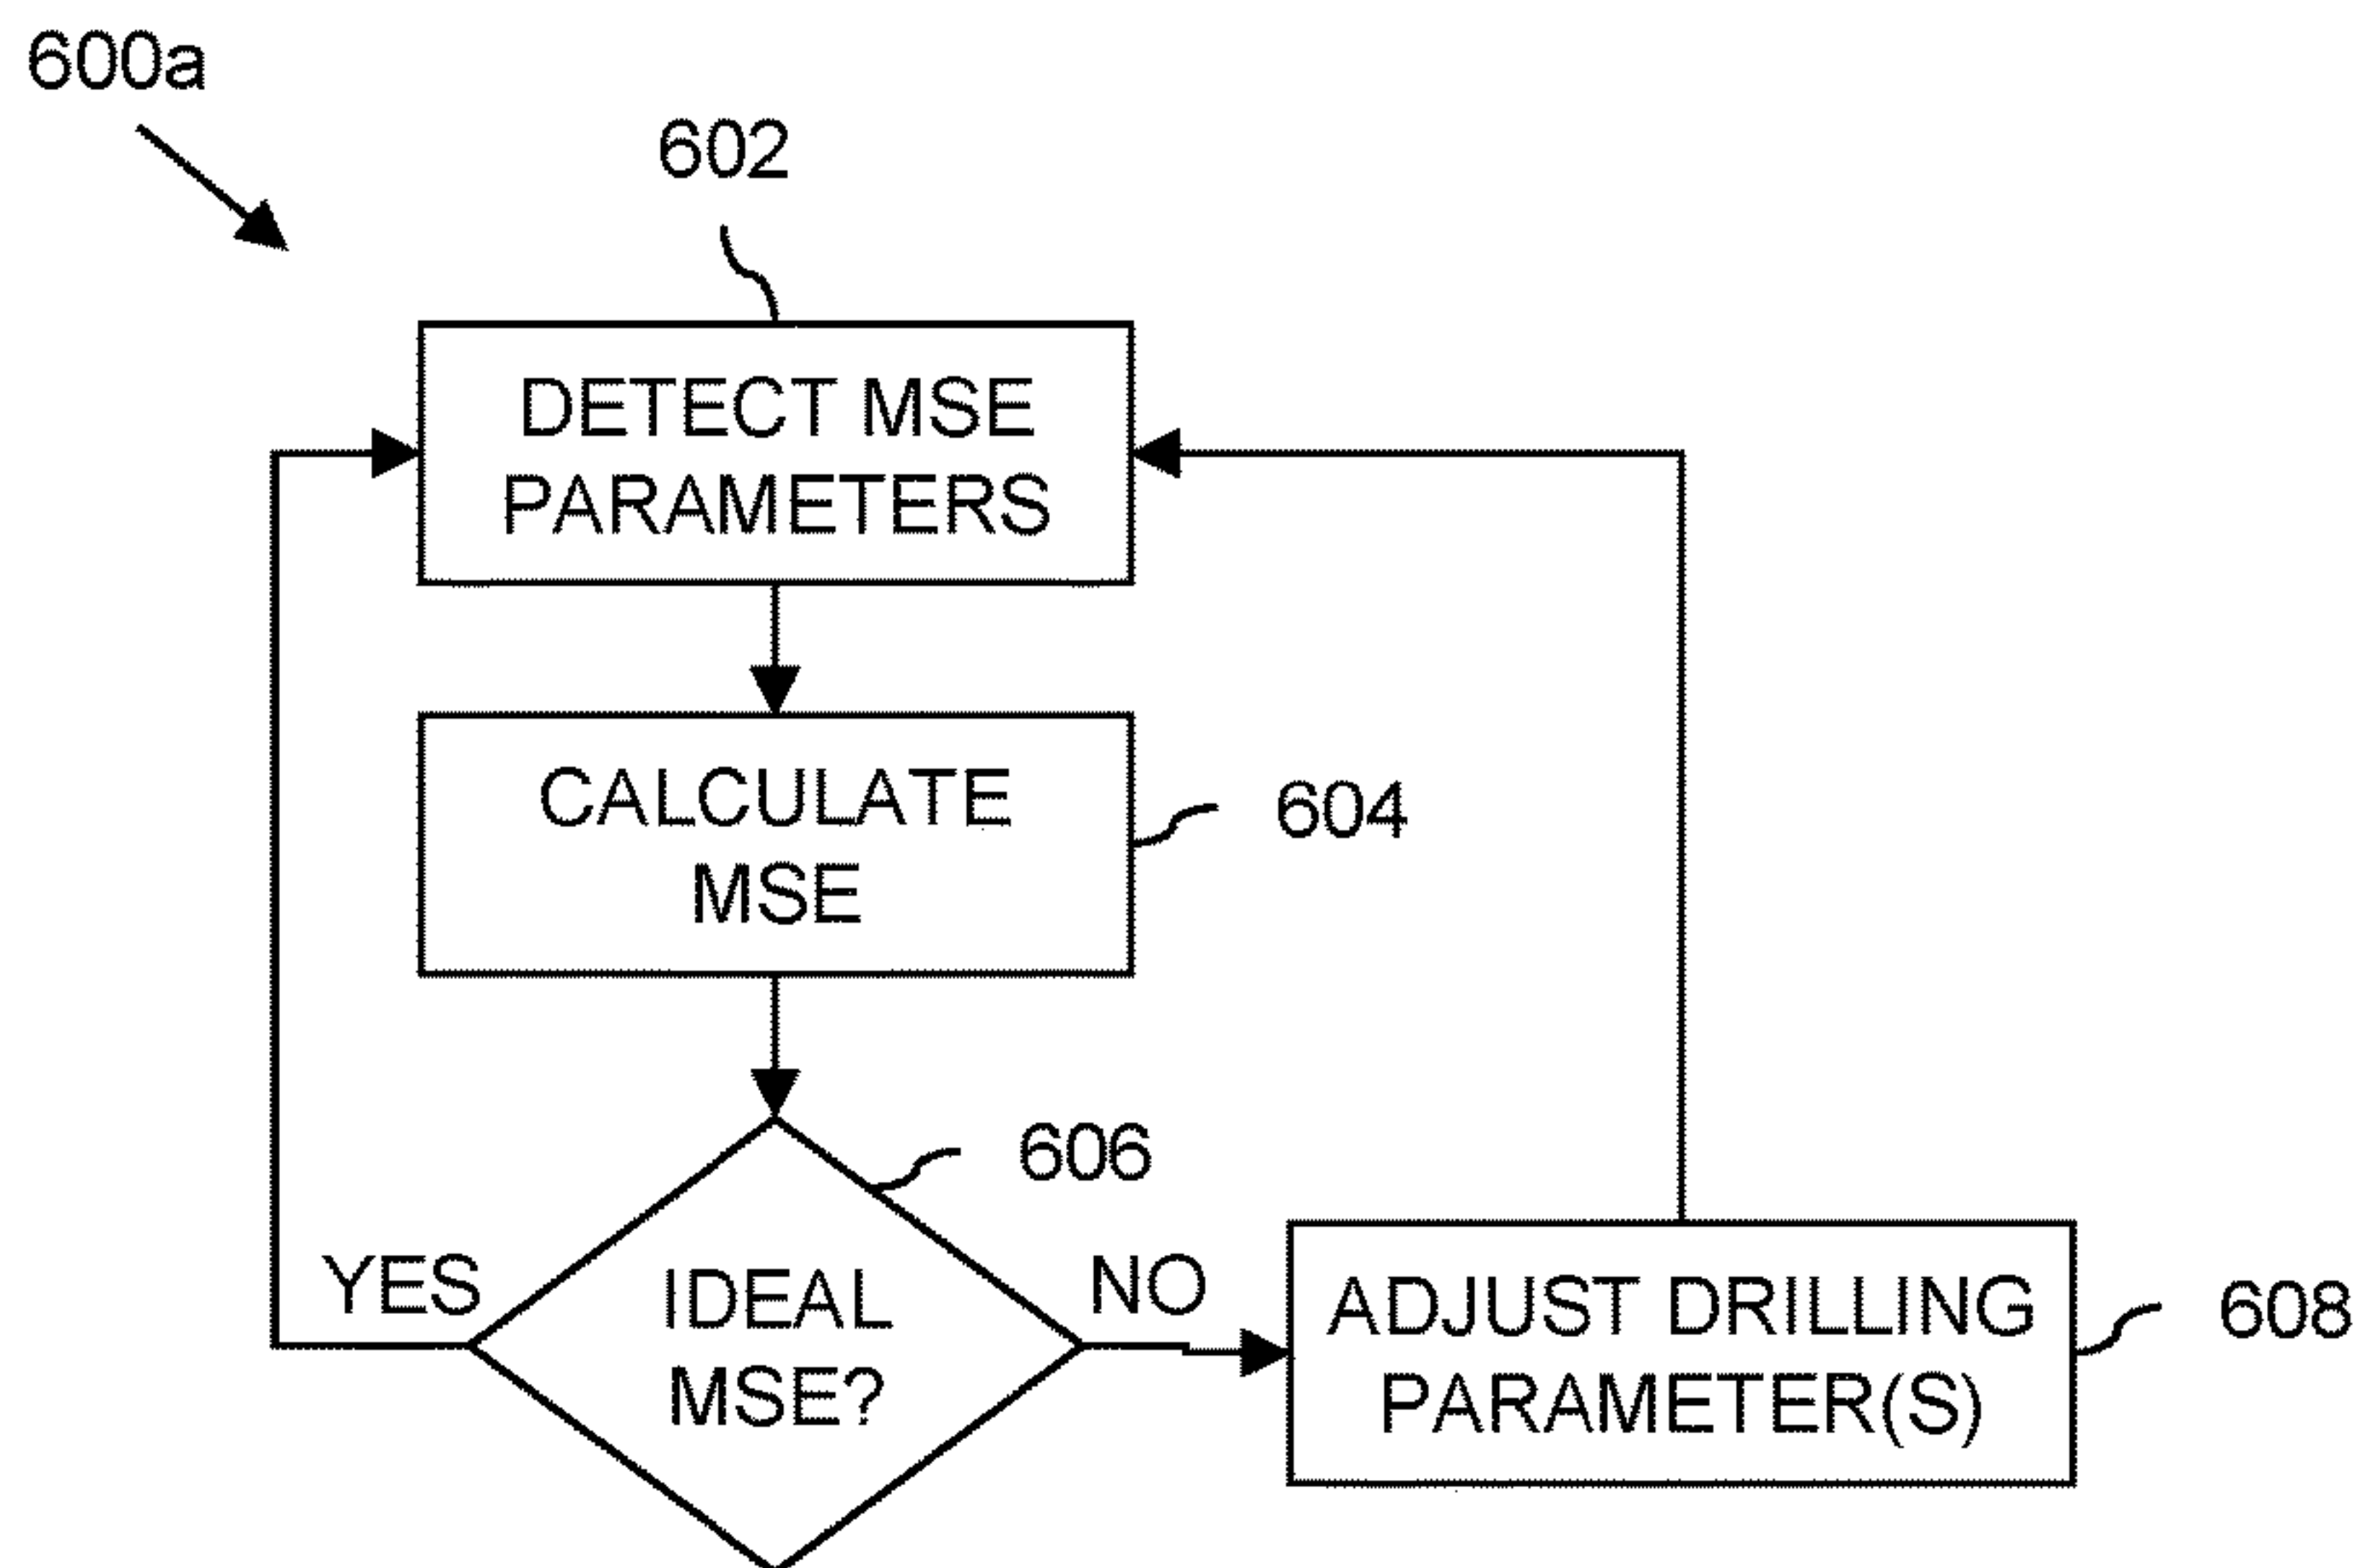 600a
602
DETECT MSE
PARAMETERS
CALCULATE
MSE
604
606
YES
IDEAL
MSE?
NO
ADJUST DRILLING
PARAMETER(S)
608